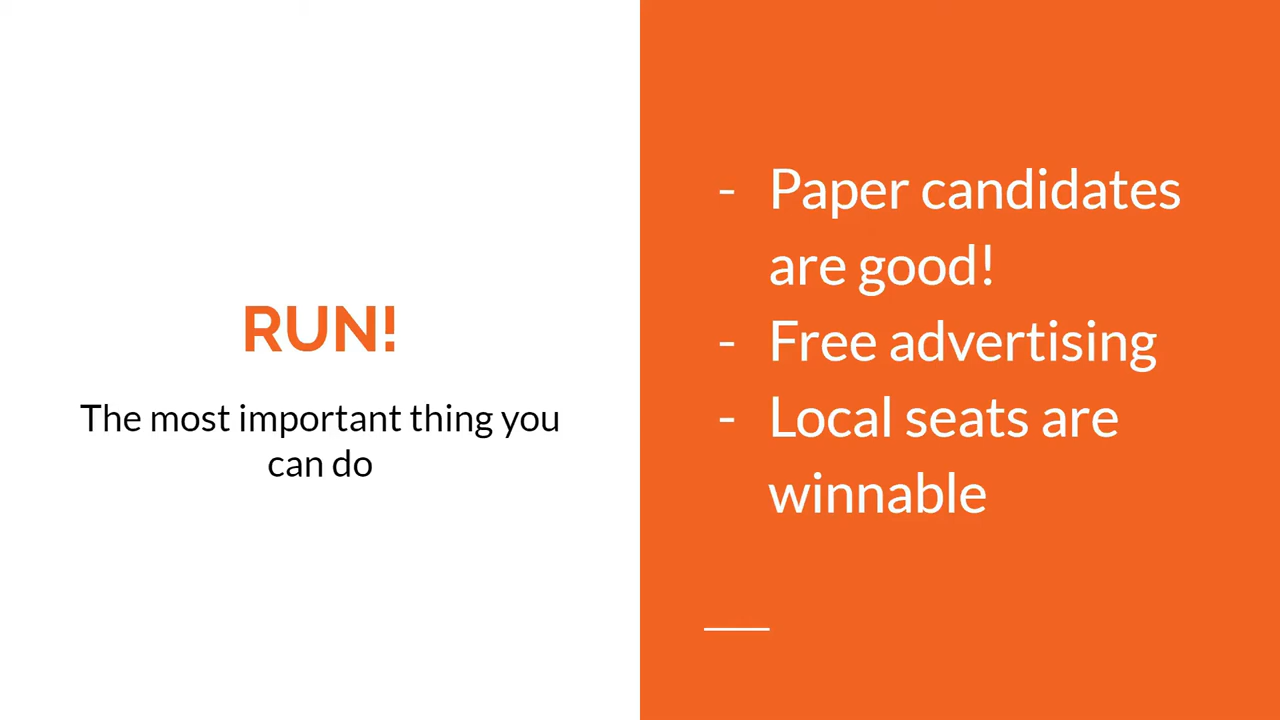 RUN!
The most important thing you
can do
- Paper candidates
are good!
- Free advertising
- Local seats are
winnable